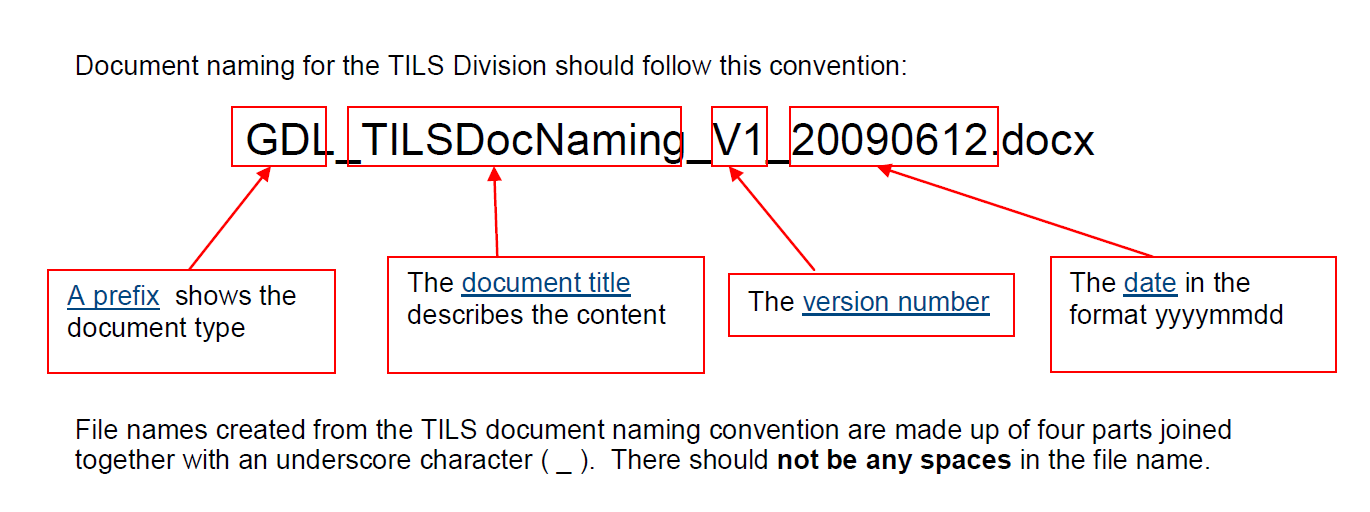 Document naming for the TILS Division should follow this convention:
GDL_TILSDocNaming_V1_20090612.docx
A prefix  shows the
document type
The document title
describes the content
The version number
The date in the
format yyyymmdd
File names created from the TILS document naming convention are made up of four parts joined
together with an underscore character ( _ ).  There should not be any spaces in the file name.